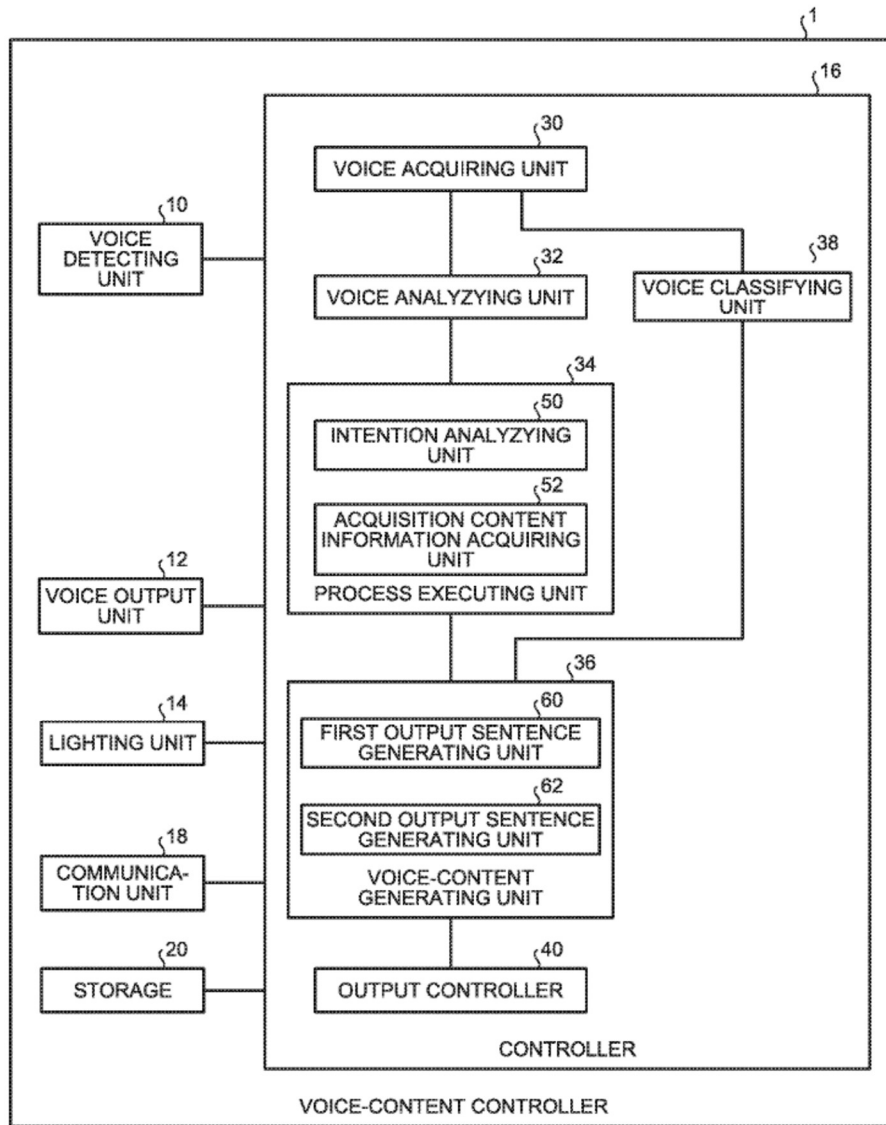 1
16
30
VOICE ACQUIRING UNIT
10
VOICE
DETECTING
UNIT
32
VOICE ANALYZYING UNIT
38
VOICE CLASSIFYING
UNIT
34
50
INTENTION ANALYZYING
UNIT
52
ACQUISITION CONTENT
INFORMATION ACQUIRING
UNIT
PROCESS EXECUTING UNIT
12
VOICE OUTPUT
UNIT
36
60
FIRST OUTPUT SENTENCE
GENERATING UNIT
14
LIGHTING UNIT
62
SECOND OUTPUT SENTENCE
GENERATING UNIT
VOICE-CONTENT
GENERATING UNIT
18
COMMUNICA-
TION UNIT
20
STORAGE
40
OUTPUT CONTROLLER
CONTROLLER
VOICE-CONTENT CONTROLLER